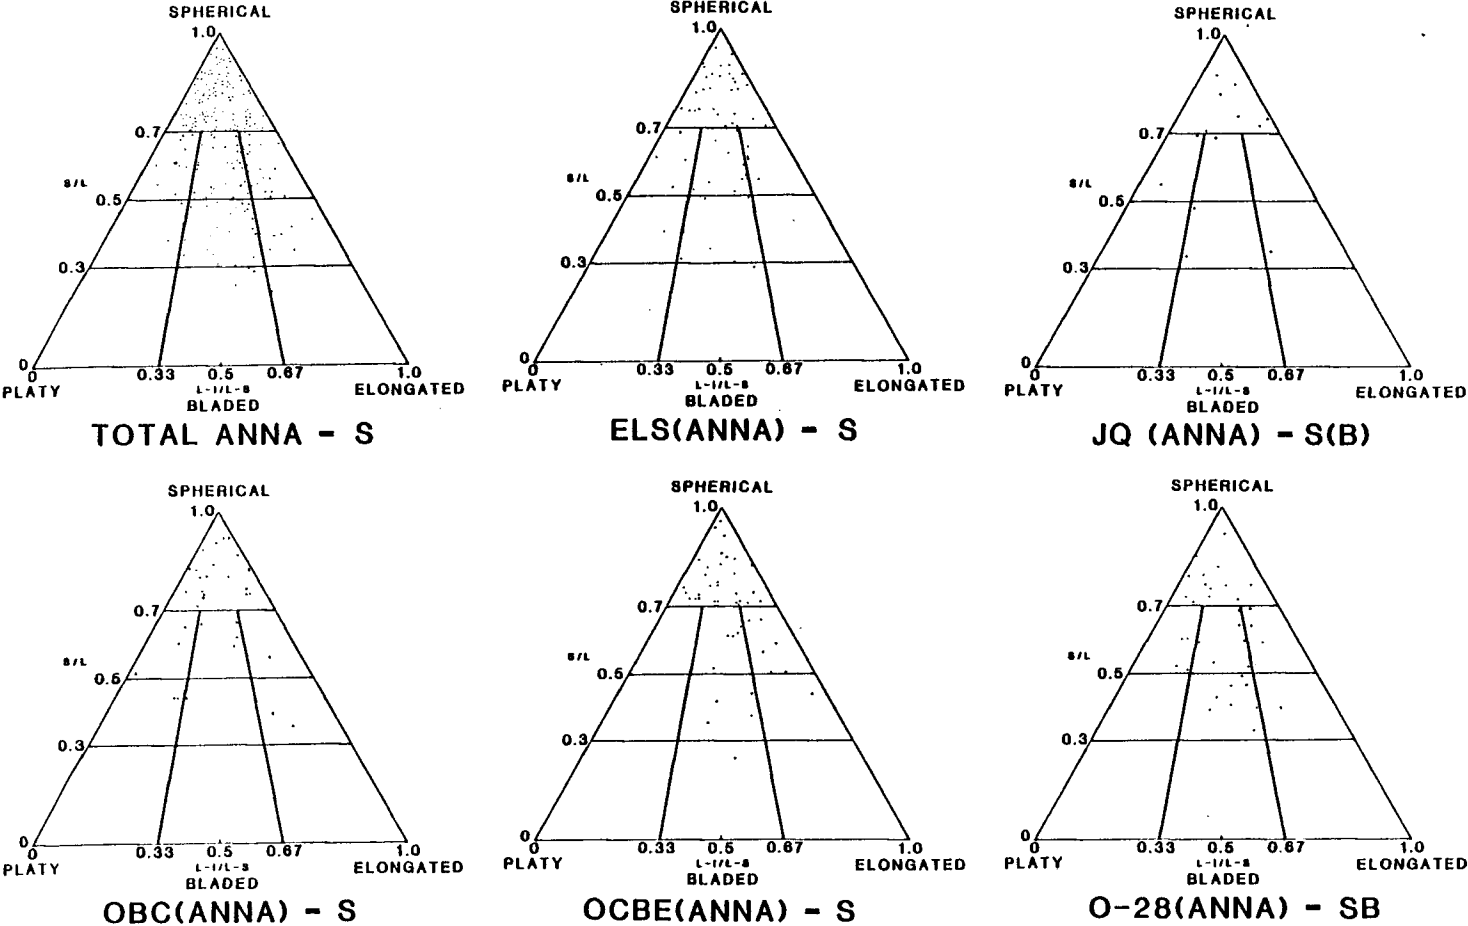 SPHERICAL
1.0
0.7
S/L
0.5
0.3
0
0 0.33 0.5 0.67 1.0
PLATY L-I/L-S ELONGATED
BLADED
TOTAL ANNA - S
SPHERICAL
1.0
0.7
S/L
0.5
0.3
0
0 0.33 0.5 0.67 1.0
PLATY L-I/L-S ELONGATED
BLADED
ELS(ANNA) - S
SPHERICAL
1.0
0.7
S/L
0.5
0.3
0
0 0.33 0.5 0.67 1.0
PLATY L-I/L-S ELONGATED
BLADED
JQ (ANNA) - S(B)
SPHERICAL
1.0
0.7
S/L
0.5
0.3
0
0 0.33 0.5 0.67 1.0
PLATY L-I/L-S ELONGATED
BLADED
OBC(ANNA) - S
SPHERICAL
1.0
0.7
S/L
0.5
0.3
0
0 0.33 0.5 0.67 1.0
PLATY L-I/L-S ELONGATED
BLADED
OCBE(ANNA) - S
SPHERICAL
1.0
0.7
S/L
0.5
0.3
0
0 0.33 0.5 0.67 1.0
PLATY L-I/L-S ELONGATED
BLADED
O-28(ANNA) - SB